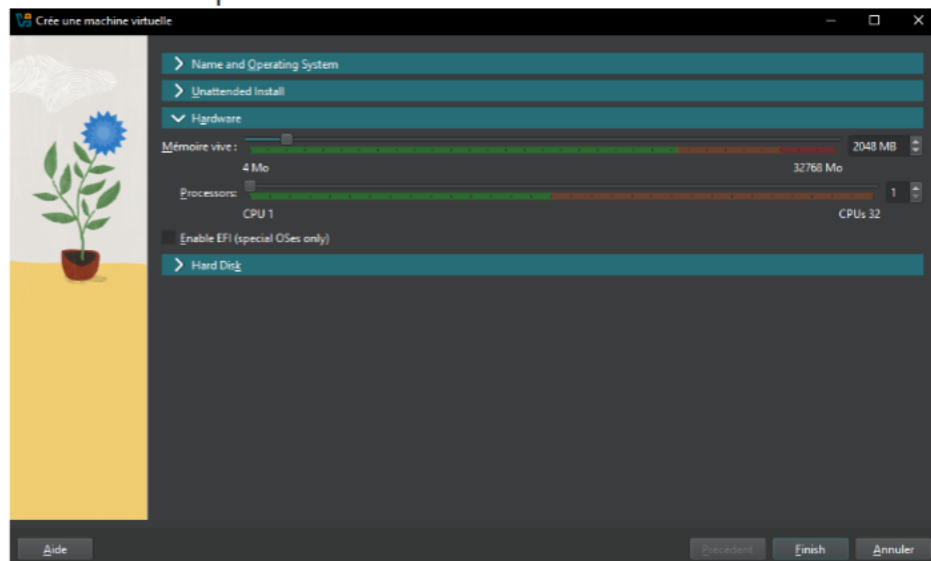 Crée une machine virtuelle
Name and Operating System
Unattended Install
Hardware
Mémoire vive : 2048 MB
4 Mo 32768 Mo
Processors: 1
CPU 1 CPUs 32
Enable EFI (special OSes only)
Hard Disk
Aide Precedent Finish Annuler